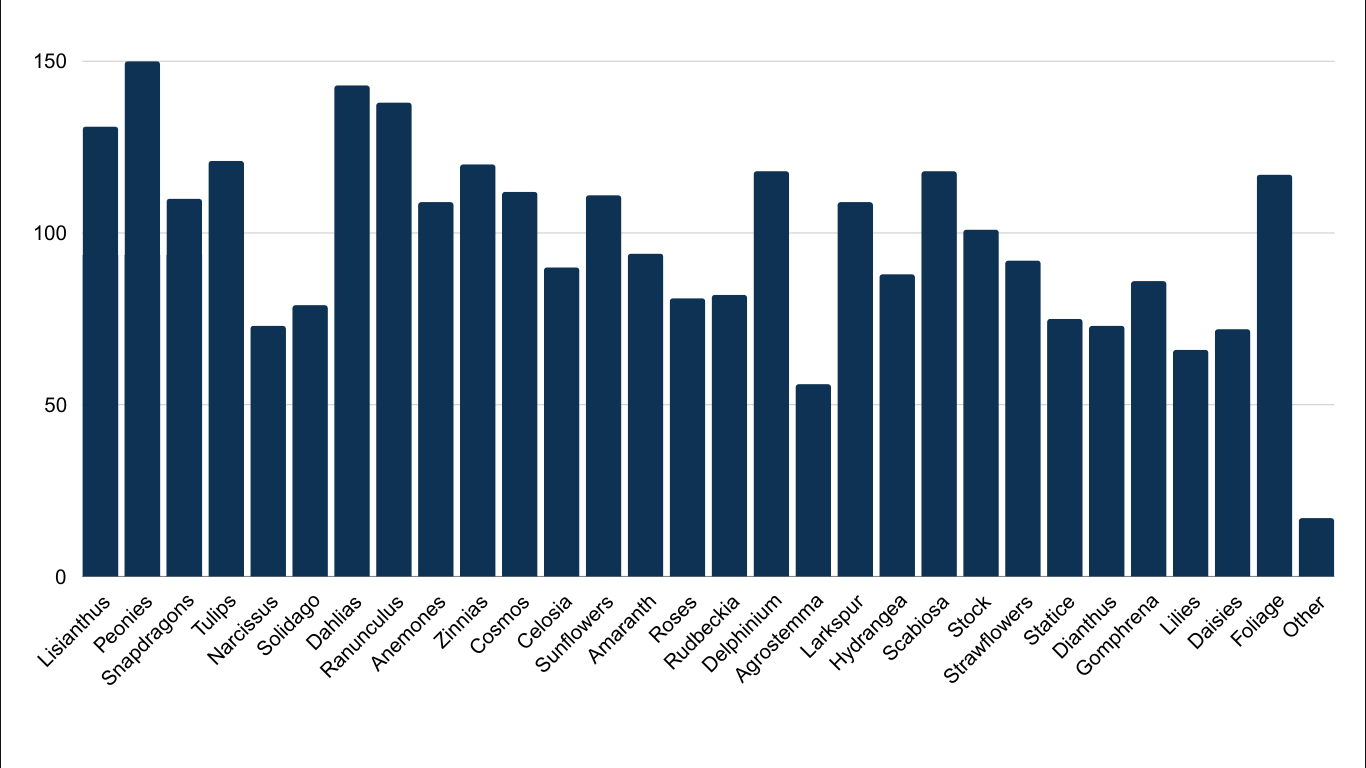 150
100
50
0
Lisianthus
Peonies
Snapdragons
Tulips
Narcissus
Solidago
Dahlias
Ranunculus
Anemones
Zinnias
Cosmos
Celosia
Sunflowers
Amaranth
Roses
Rudbeckia
Delphinium
Agrostemma
Larkspur
Hydrangea
Scabiosa
Stock
Strawflowers
Statice
Dianthus
Gomphrena
Lilies
Daisies
Foliage
Other